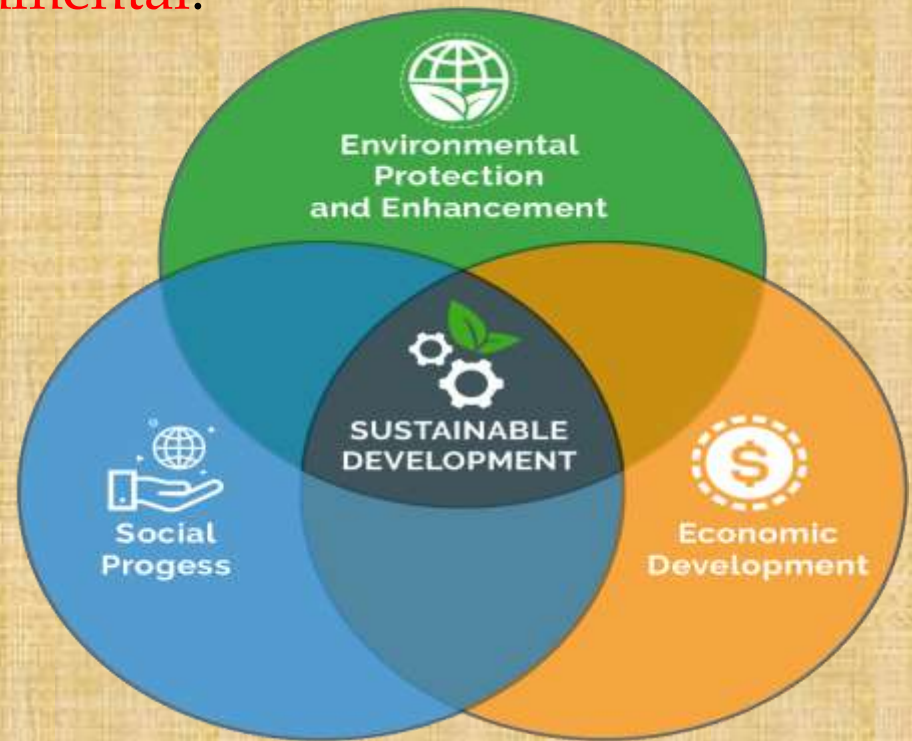 Environmental
Protection
and Enhancement
SUSTAINABLE
DEVELOPMENT
Social
Progess
Economic
Development